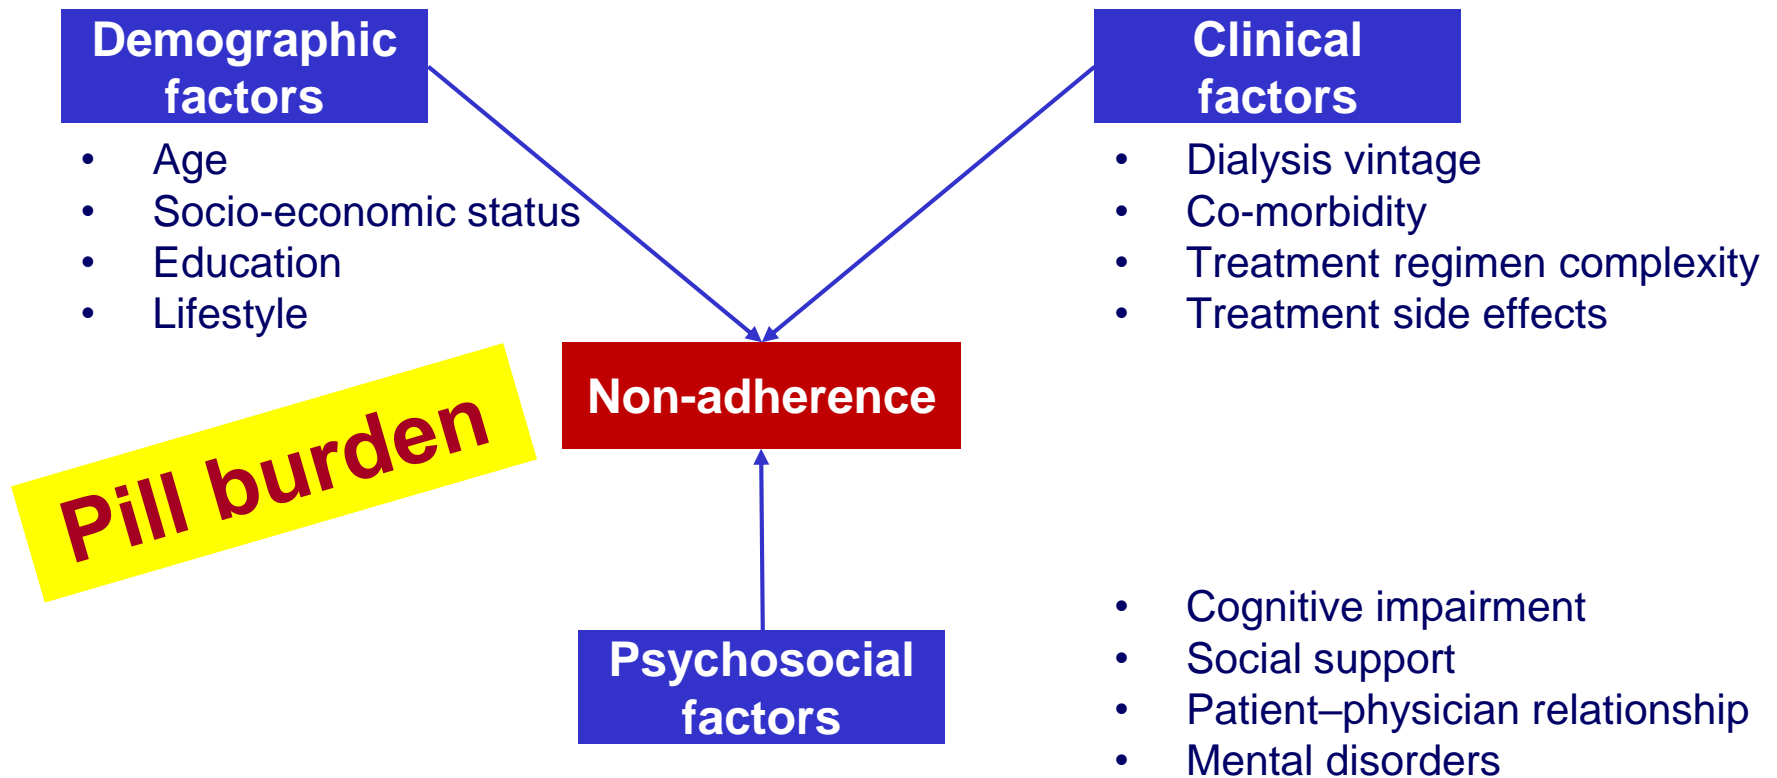 Demographic
factors
• Age
• Socio-economic status
• Education
• Lifestyle
Clinical
factors
• Dialysis vintage
• Co-morbidity
• Treatment regimen complexity
• Treatment side effects
Non-adherence
Pill burden
Psychosocial
factors
• Cognitive impairment
• Social support
• Patient–physician relationship
• Mental disorders